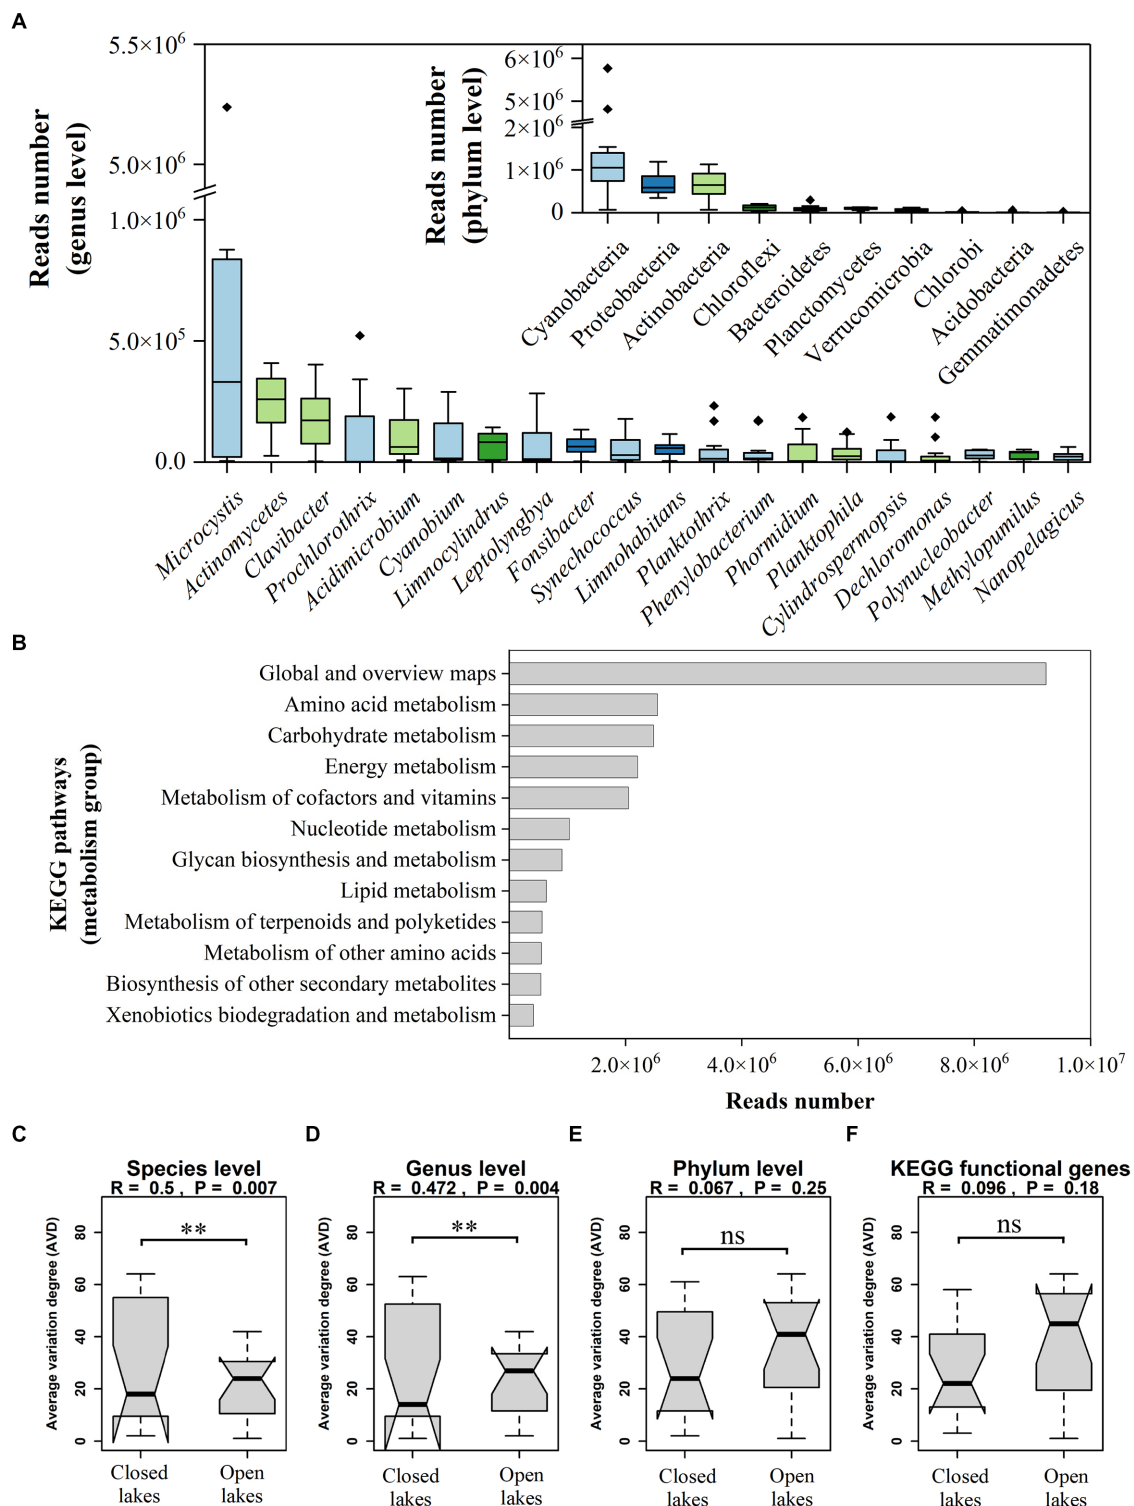 A
Reads number
(genus level)
5.5×10⁶
5.0×10⁶
1.0×10⁶
5.0×10⁵
0.0
Reads number
(phylum level)
6×10⁶
5×10⁶
2×10⁶
1×10⁶
0
Cyanobacteria
Proteobacteria
Actinobacteria
Chloroflexi
Bacteroidetes
Planctomycetes
Verrucomicrobia
Chlorobi
Acidobacteria
Gemmatimonadetes
Microcystis
Actinomycetes
Clavibacter
Prochlorothrix
Acidimicrobium
Cyanobium
Limnocylindrus
Leptolyngbya
Fonsibacter
Synechococcus
Limnohabitans
Planktothrix
Phenylobacterium
Phormidium
Planktophila
Cylindrospermopsis
Dechloromonas
Polynucleobacter
Methylopumilus
Nanopelagicus
B
KEGG pathways
(metabolism group)
Global and overview maps
Amino acid metabolism
Carbohydrate metabolism
Energy metabolism
Metabolism of cofactors and vitamins
Nucleotide metabolism
Glycan biosynthesis and metabolism
Lipid metabolism
Metabolism of terpenoids and polyketides
Metabolism of other amino acids
Biosynthesis of other secondary metabolites
Xenobiotics biodegradation and metabolism
2.0×10⁶ 4.0×10⁶ 6.0×10⁶ 8.0×10⁶ 1.0×10⁷
Reads number
C
Species level
R = 0.5 , P = 0.007
**
Average variation degree (AVD)
80
60
40
20
0
Closed lakes
Open lakes
D
Genus level
R = 0.472 , P = 0.004
**
Average variation degree (AVD)
80
60
40
20
0
Closed lakes
Open lakes
E
Phylum level
R = 0.067 , P = 0.25
ns
Average variation degree (AVD)
80
60
40
20
0
Closed lakes
Open lakes
F
KEGG functional genes
R = 0.096 , P = 0.18
ns
Average variation degree (AVD)
80
60
40
20
0
Closed lakes
Open lakes